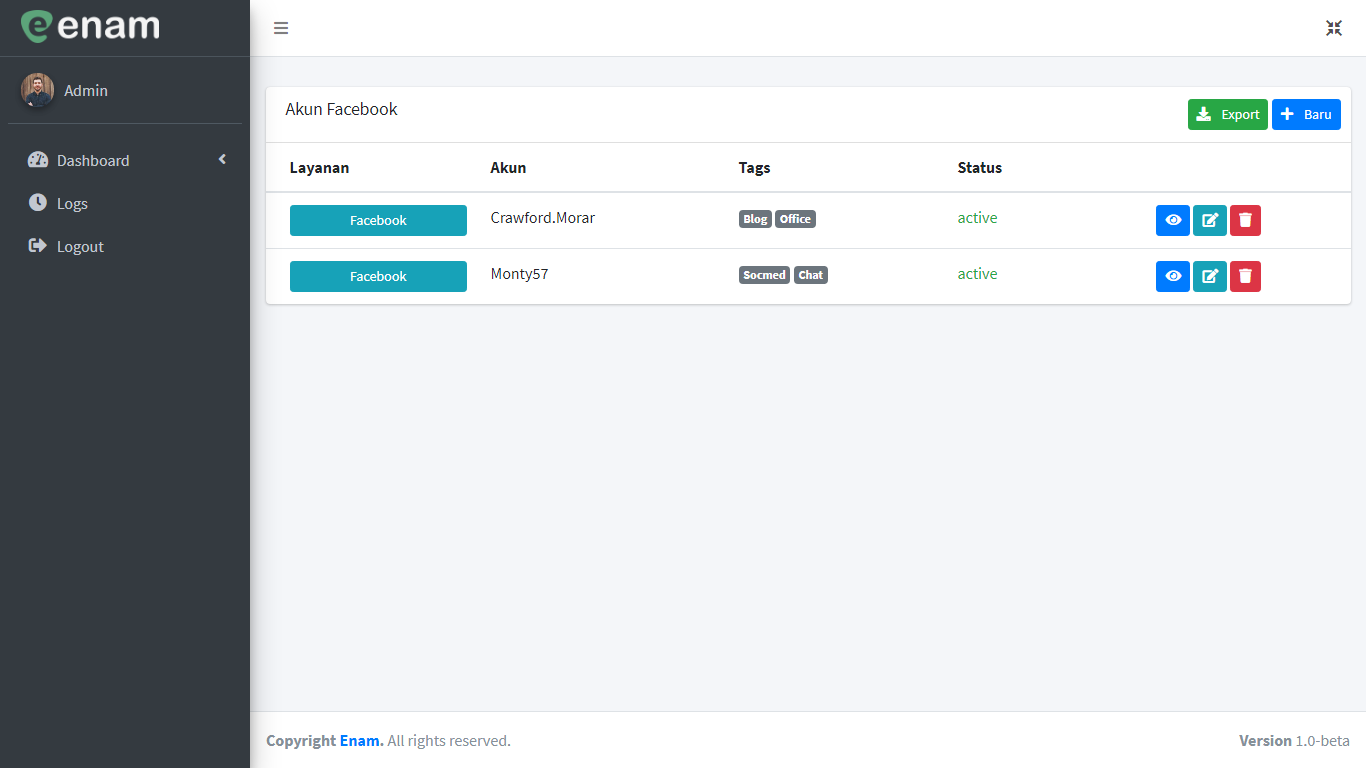 enam
Admin
Dashboard
Logs
Logout
Akun Facebook
Export Baru
Layanan Akun Tags Status
Facebook Crawford.Morar Blog Office active
Facebook Monty57 Socmed Chat active
Copyright Enam. All rights reserved. Version 1.0-beta